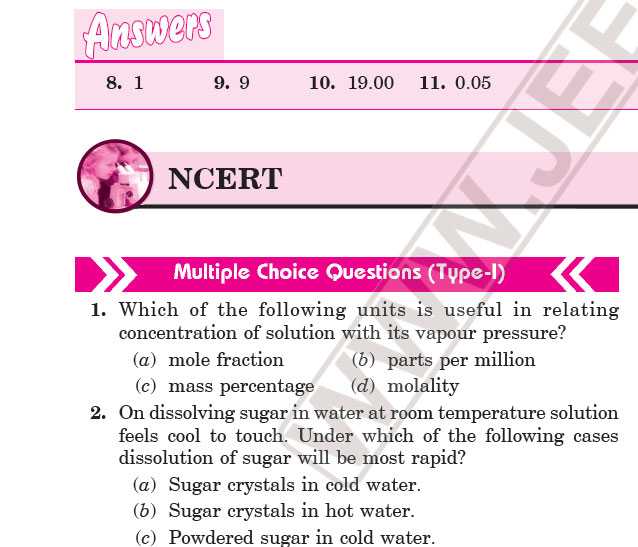 Answers
8. 1 9. 9 10. 19.00 11. 0.05
NCERT
Multiple Choice Questions (Type-I)
1. Which of the following units is useful in relating
concentration of solution with its vapour pressure?
(a) mole fraction (b) parts per million
(c) mass percentage (d) molality
2. On dissolving sugar in water at room temperature solution
feels cool to touch. Under which of the following cases
dissolution of sugar will be most rapid?
(a) Sugar crystals in cold water.
(b) Sugar crystals in hot water.
(c) Powdered sugar in cold water.
WWW.JEE